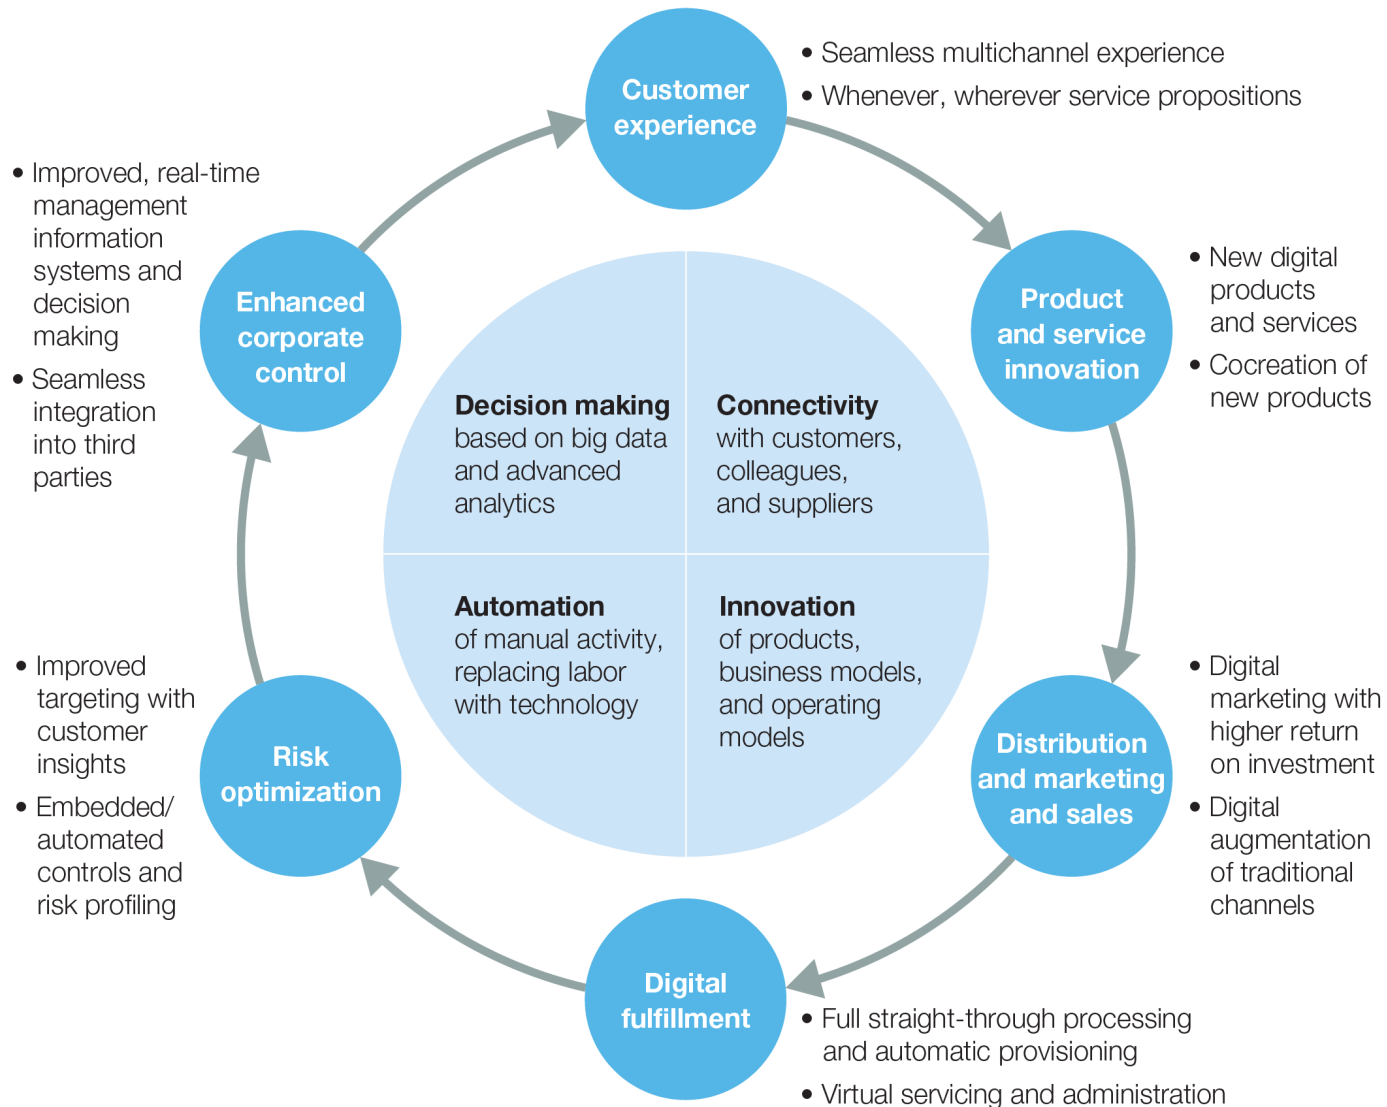 Customer
experience
• Seamless multichannel experience
• Whenever, wherever service propositions
Product
and service
innovation
• New digital
products
and services
• Cocreation of
new products
Distribution
and marketing
and sales
• Digital
marketing with
higher return
on investment
• Digital
augmentation
of traditional
channels
Digital
fulfillment
• Full straight-through processing
and automatic provisioning
• Virtual servicing and administration
Risk
optimization
• Improved
targeting with
customer
insights
• Embedded/
automated
controls and
risk profiling
Enhanced
corporate
control
• Improved, real-time
management
information
systems and
decision
making
• Seamless
integration
into third
parties
Decision making
based on big data
and advanced
analytics
Connectivity
with customers,
colleagues,
and suppliers
Automation
of manual activity,
replacing labor
with technology
Innovation
of products,
business models,
and operating
models